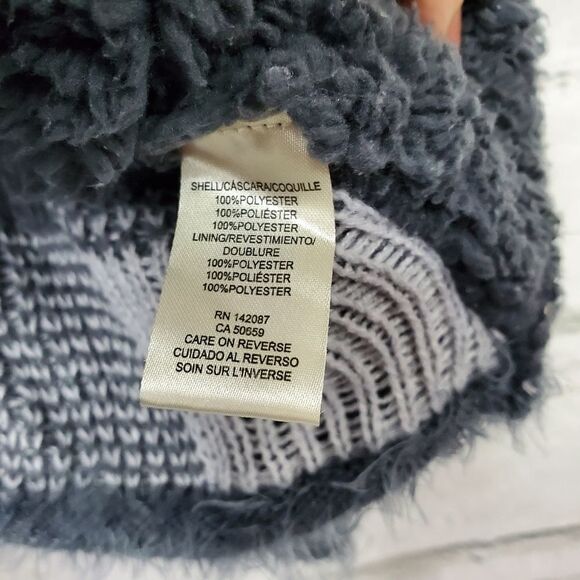 SHELL/CÁSCARA/COQUILLE
100%POLYESTER
100%POLIÉSTER
100%POLYESTER
LINING/REVESTIMIENTO/
DOUBLURE
100%POLYESTER
100%POLIÉSTER
100%POLYESTER
RN 142087
CA 50659
CARE ON REVERSE
CUIDADO AL REVERSO
SOIN SUR L'INVERSE